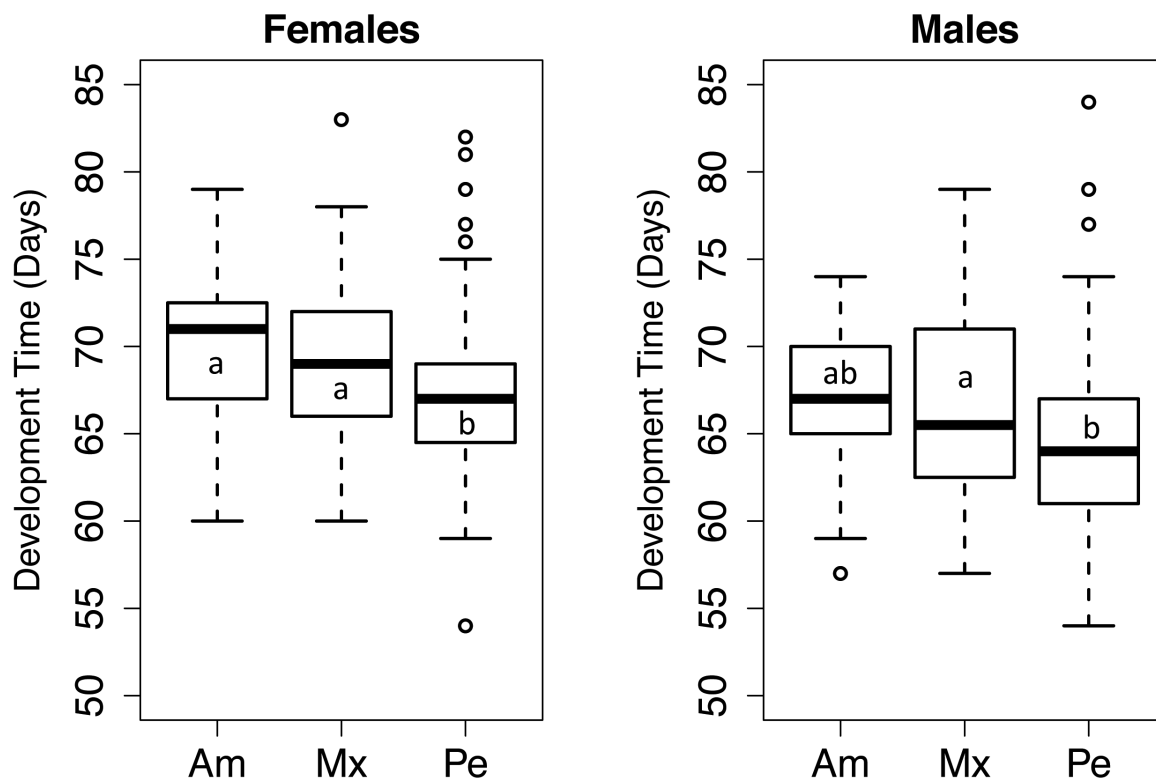 Females
Development Time (Days)
85
80
75
70
65
60
55
50
a
a
b
Am Mx Pe
Males
Development Time (Days)
85
80
75
70
65
60
55
50
ab
a
b
Am Mx Pe